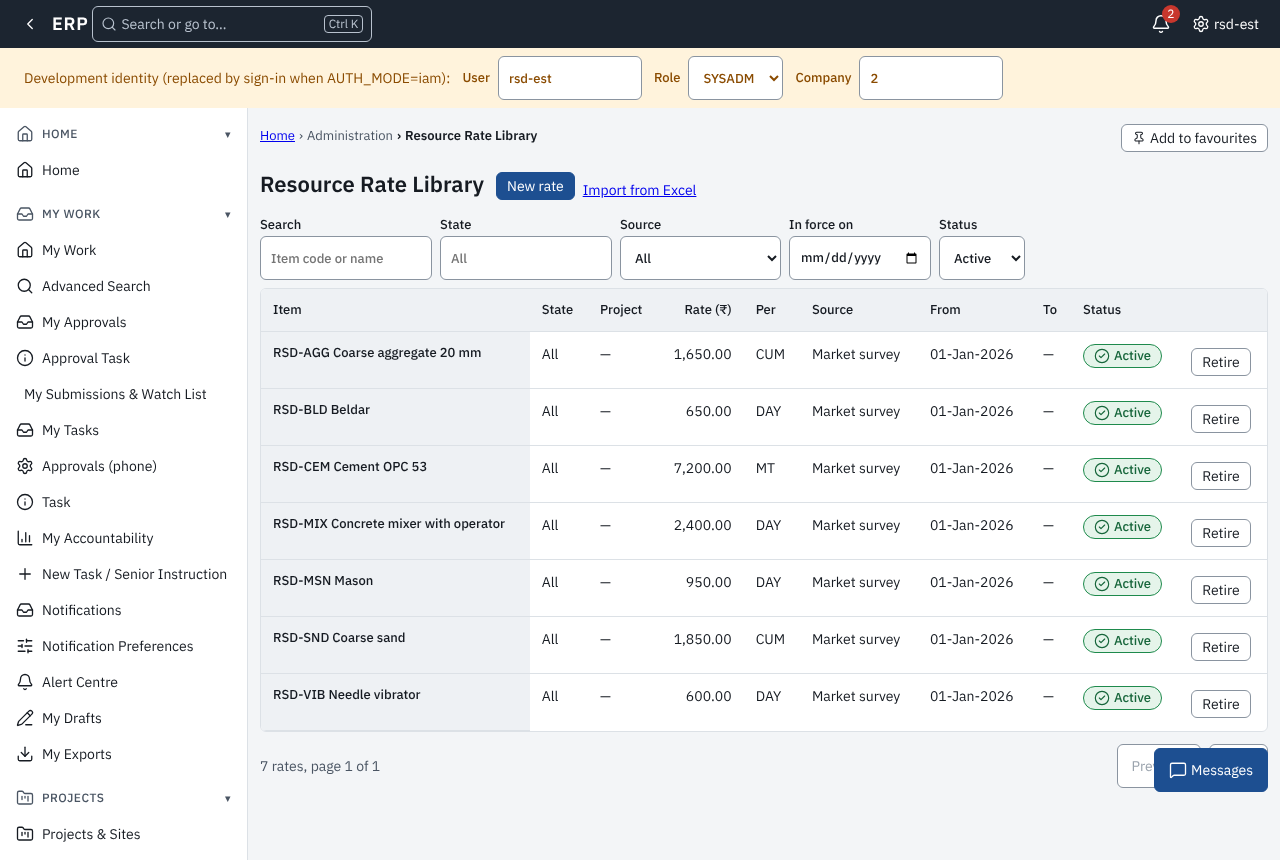 ERP Search or go to... Ctrl K 2 rsd-est
Development identity (replaced by sign-in when AUTH_MODE=iam): User rsd-est Role SYSADM Company 2
HOME
Home
MY WORK
My Work
Advanced Search
My Approvals
Approval Task
My Submissions & Watch List
My Tasks
Approvals (phone)
Task
My Accountability
New Task / Senior Instruction
Notifications
Notification Preferences
Alert Centre
My Drafts
My Exports
PROJECTS
Projects & Sites
Home › Administration › Resource Rate Library
Add to favourites
Resource Rate Library New rate Import from Excel
Search State Source In force on Status
Item code or name All All mm/dd/yyyy Active
Item State Project Rate (₹) Per Source From To Status
RSD-AGG Coarse aggregate 20 mm All — 1,650.00 CUM Market survey 01-Jan-2026 — Active Retire
RSD-BLD Beldar All — 650.00 DAY Market survey 01-Jan-2026 — Active Retire
RSD-CEM Cement OPC 53 All — 7,200.00 MT Market survey 01-Jan-2026 — Active Retire
RSD-MIX Concrete mixer with operator All — 2,400.00 DAY Market survey 01-Jan-2026 — Active Retire
RSD-MSN Mason All — 950.00 DAY Market survey 01-Jan-2026 — Active Retire
RSD-SND Coarse sand All — 1,850.00 CUM Market survey 01-Jan-2026 — Active Retire
RSD-VIB Needle vibrator All — 600.00 DAY Market survey 01-Jan-2026 — Active Retire
7 rates, page 1 of 1
Messages